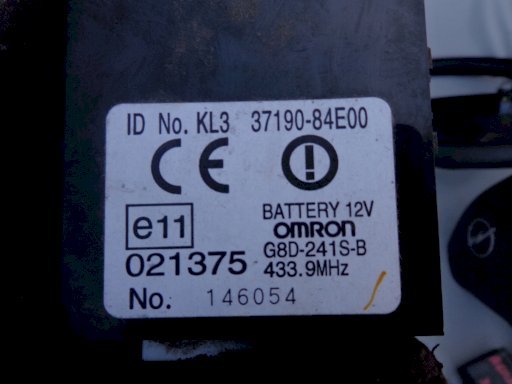 ID No. KL3 37190-84E00
CE
e11
BATTERY 12V
OMRON
G8D-241S-B
021375
433.9MHz
No. 146054